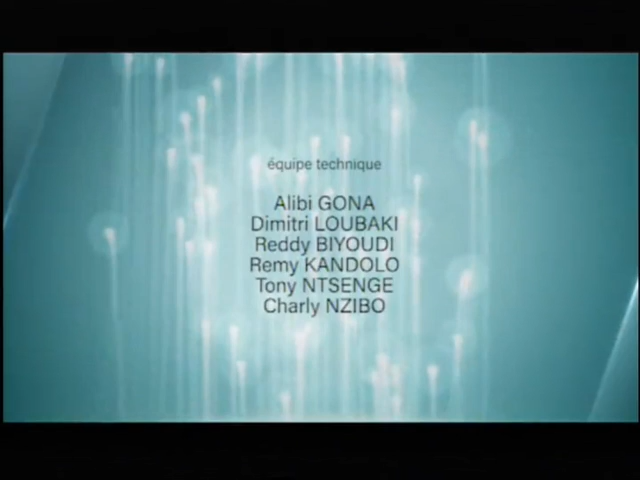 équipe technique
Alibi GONA
Dimitri LOUBAKI
Reddy BIYOUDI
Remy KANDOLO
Tony NTSENGE
Charly NZIBO